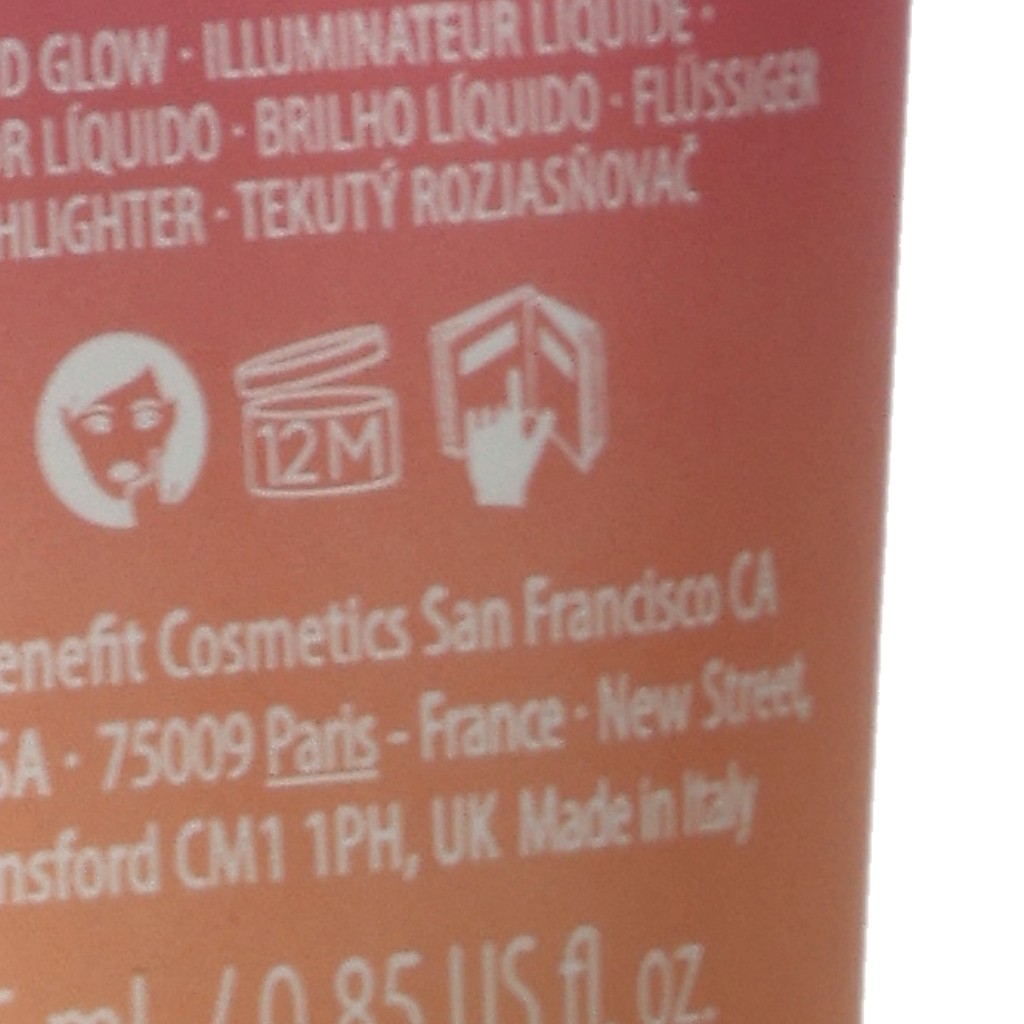 GLOW · ILLUMINATEUR LIQUIDE ·
LÍQUIDO · BRILHO LÍQUIDO · FLÜSSIGER
HLIGHTER · TEKUTÝ ROZJASŇOVAČ
12M
enefit Cosmetics San Francisco CA
SA · 75009 Paris - France · New Street,
nsford CM1 1PH, UK Made in Italy
mL / 0.85 US fl. oz.